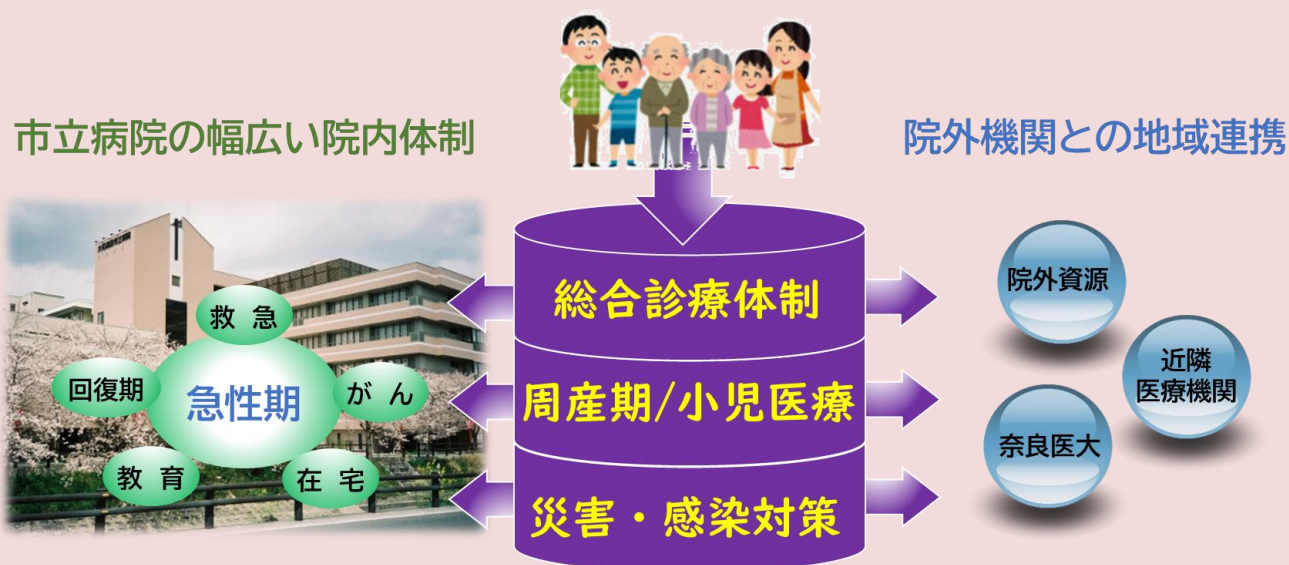 市立病院の幅広い院内体制
院外機関との地域連携
救 急
回復期
急性期
が ん
教 育
在 宅
総合診療体制
周産期/小児医療
災害・感染対策
院外資源
近隣
医療機関
奈良医大